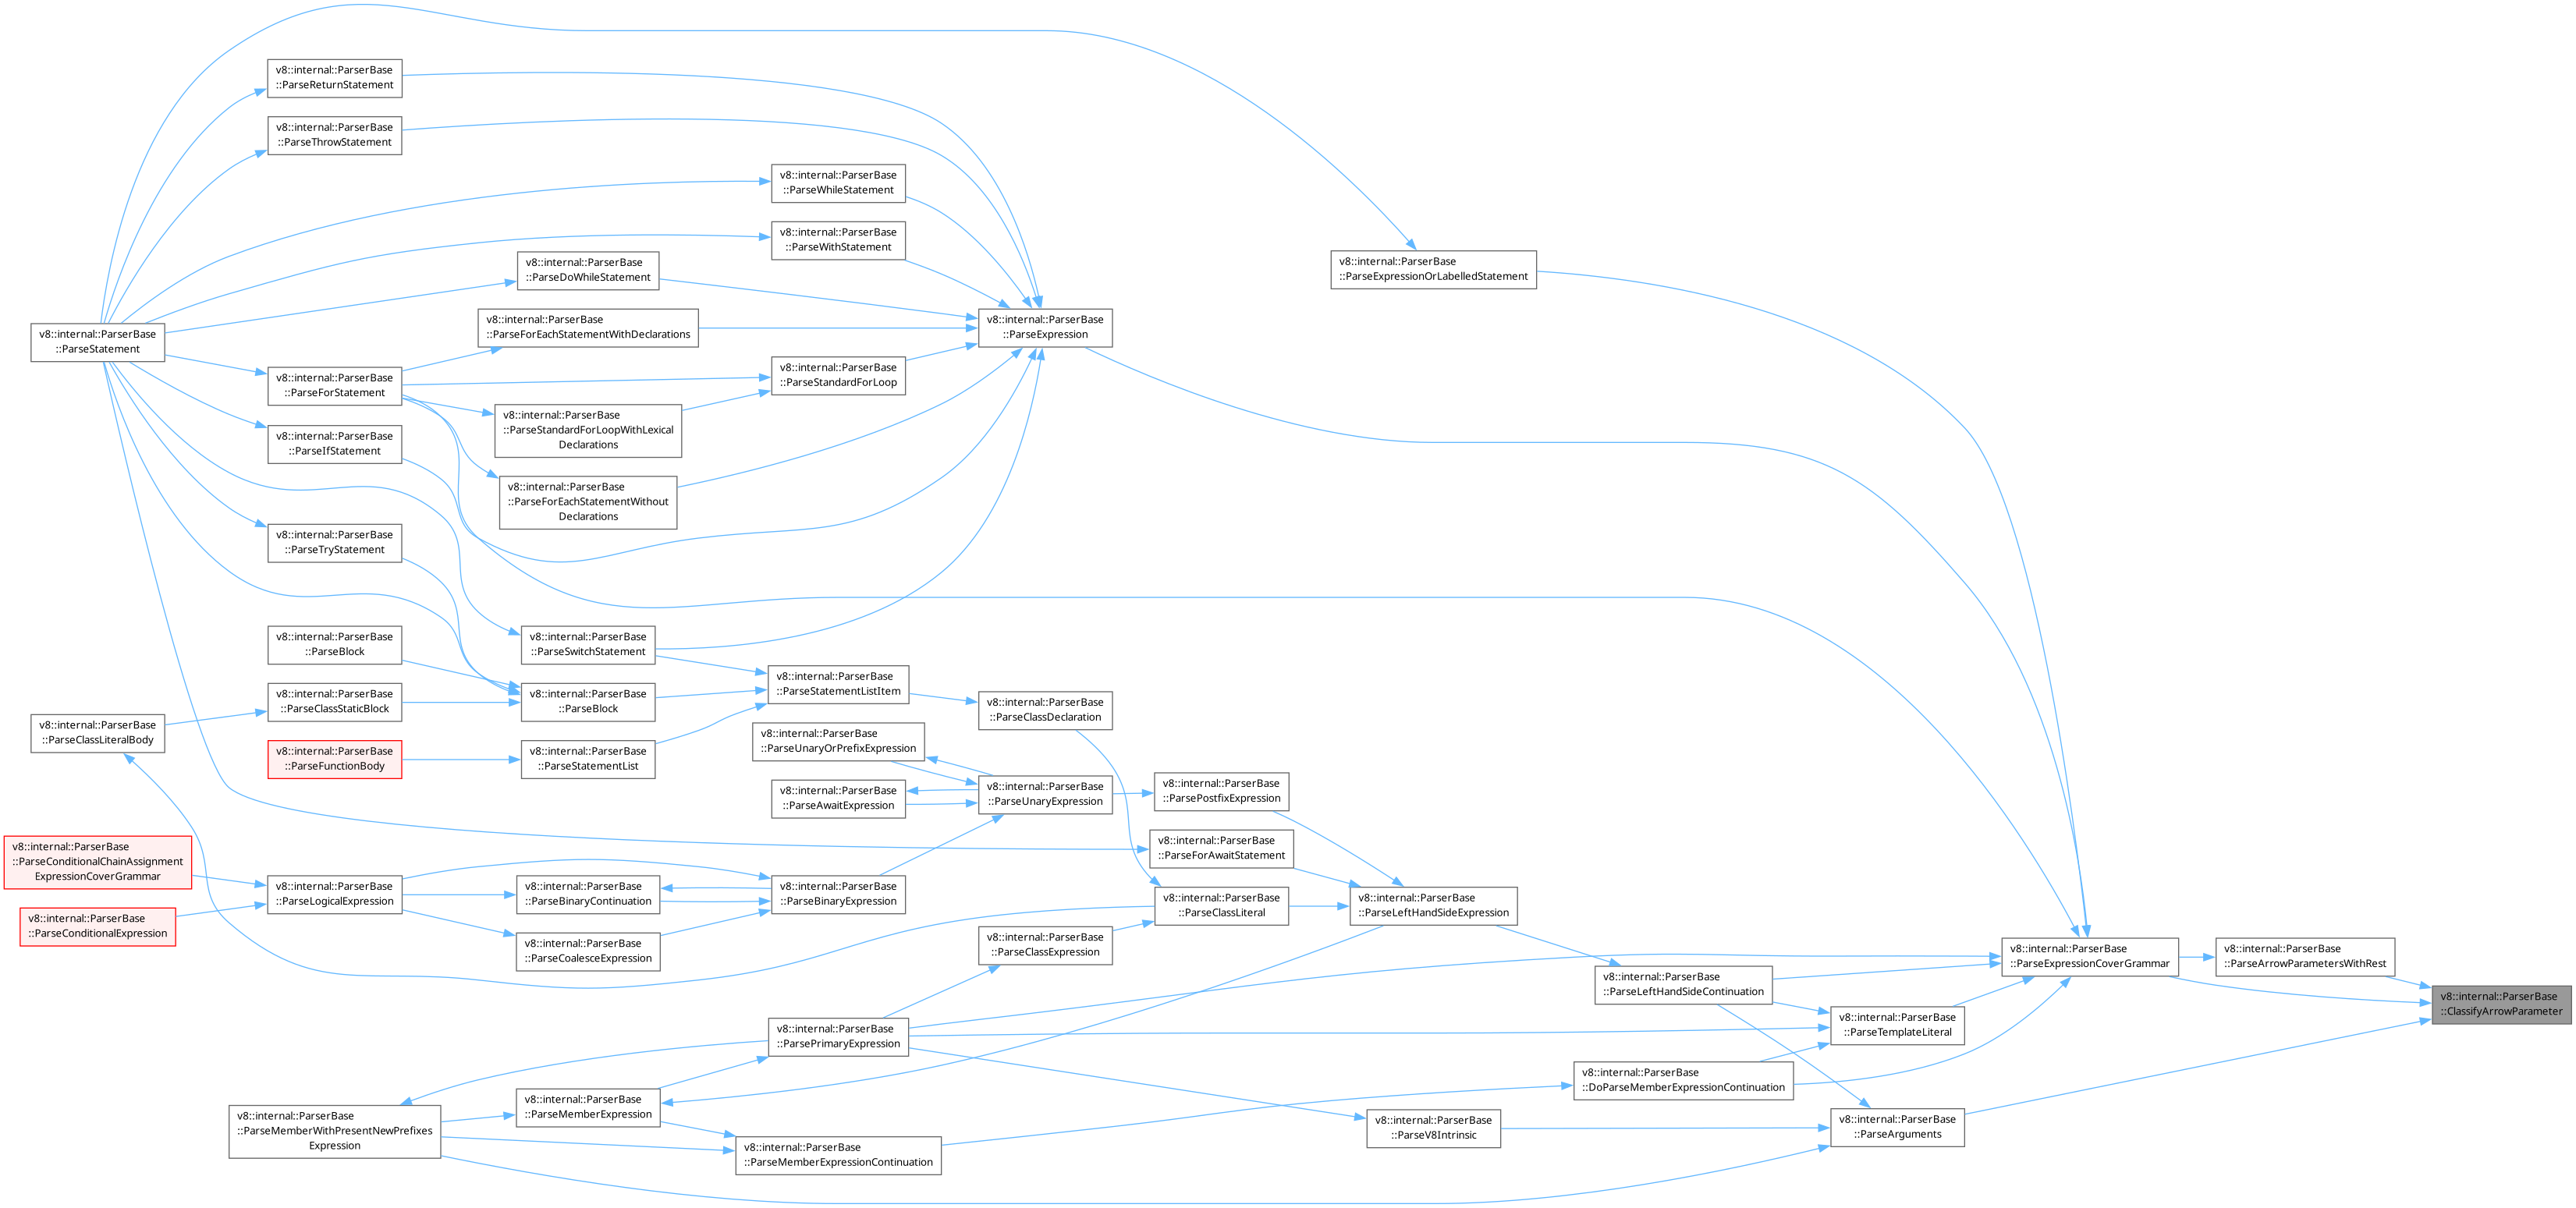 v8::internal::ParserBase
::ParseReturnStatement
v8::internal::ParserBase
::ParseThrowStatement
v8::internal::ParserBase
::ParseWhileStatement
v8::internal::ParserBase
::ParseWithStatement
v8::internal::ParserBase
::ParseDoWhileStatement
v8::internal::ParserBase
::ParseExpressionOrLabelledStatement
v8::internal::ParserBase
::ParseForEachStatementWithDeclarations
v8::internal::ParserBase
::ParseExpression
v8::internal::ParserBase
::ParseStatement
v8::internal::ParserBase
::ParseStandardForLoop
v8::internal::ParserBase
::ParseForStatement
v8::internal::ParserBase
::ParseStandardForLoopWithLexical
Declarations
v8::internal::ParserBase
::ParseIfStatement
v8::internal::ParserBase
::ParseForEachStatementWithout
Declarations
v8::internal::ParserBase
::ParseTryStatement
v8::internal::ParserBase
::ParseBlock
v8::internal::ParserBase
::ParseSwitchStatement
v8::internal::ParserBase
::ParseStatementListItem
v8::internal::ParserBase
::ParseClassStaticBlock
v8::internal::ParserBase
::ParseBlock
v8::internal::ParserBase
::ParseClassDeclaration
v8::internal::ParserBase
::ParseClassLiteralBody
v8::internal::ParserBase
::ParseUnaryOrPrefixExpression
v8::internal::ParserBase
::ParseFunctionBody
v8::internal::ParserBase
::ParseStatementList
v8::internal::ParserBase
::ParseAwaitExpression
v8::internal::ParserBase
::ParseUnaryExpression
v8::internal::ParserBase
::ParsePostfixExpression
v8::internal::ParserBase
::ParseForAwaitStatement
v8::internal::ParserBase
::ParseConditionalChainAssignment
ExpressionCoverGrammar
v8::internal::ParserBase
::ParseLogicalExpression
v8::internal::ParserBase
::ParseBinaryContinuation
v8::internal::ParserBase
::ParseBinaryExpression
v8::internal::ParserBase
::ParseClassLiteral
v8::internal::ParserBase
::ParseLeftHandSideExpression
v8::internal::ParserBase
::ParseConditionalExpression
v8::internal::ParserBase
::ParseCoalesceExpression
v8::internal::ParserBase
::ParseClassExpression
v8::internal::ParserBase
::ParseExpressionCoverGrammar
v8::internal::ParserBase
::ParseArrowParametersWithRest
v8::internal::ParserBase
::ParseLeftHandSideContinuation
v8::internal::ParserBase
::ClassifyArrowParameter
v8::internal::ParserBase
::ParseTemplateLiteral
v8::internal::ParserBase
::ParsePrimaryExpression
v8::internal::ParserBase
::DoParseMemberExpressionContinuation
v8::internal::ParserBase
::ParseMemberExpression
v8::internal::ParserBase
::ParseMemberWithPresentNewPrefixes
Expression
v8::internal::ParserBase
::ParseV8Intrinsic
v8::internal::ParserBase
::ParseArguments
v8::internal::ParserBase
::ParseMemberExpressionContinuation